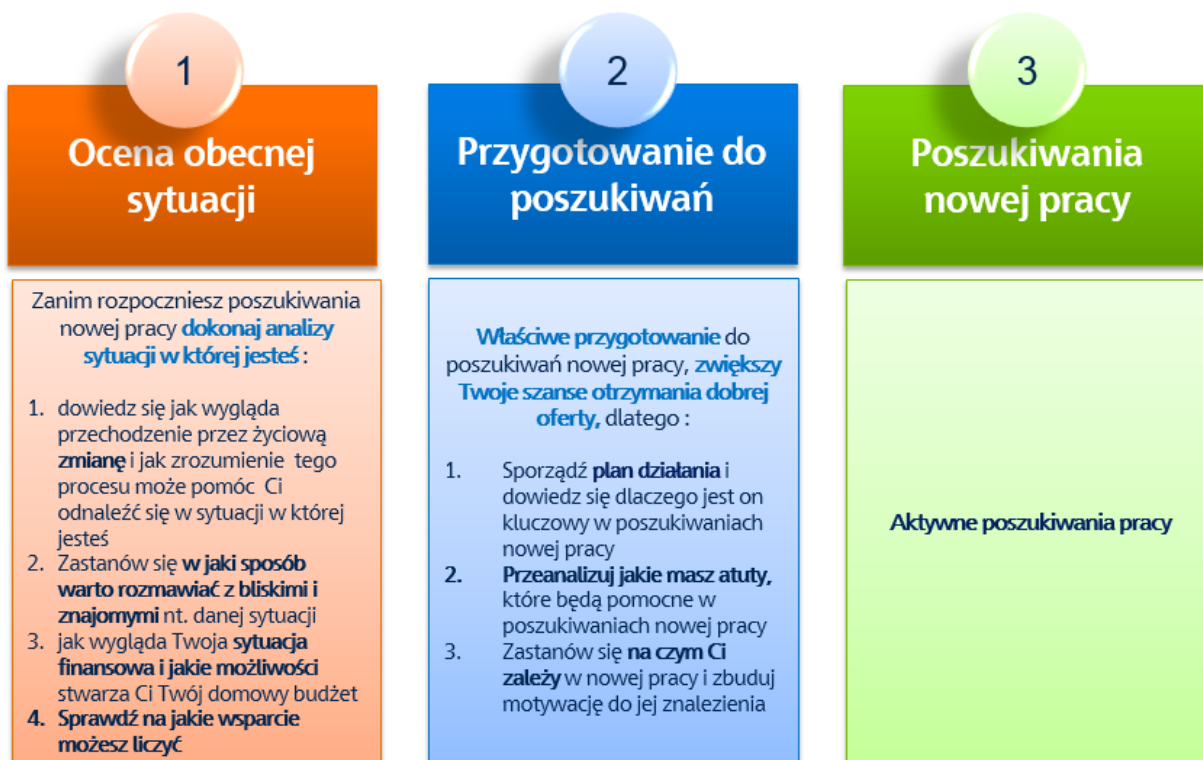 1
Ocena obecnej
sytuacji
Zanim rozpoczniesz poszukiwania
nowej pracy dokonaj analizy
sytuacji w której jesteś :
1. dowiedz się jak wygląda
przechodzenie przez życiową
zmianę i jak zrozumienie tego
procesu może pomóc Ci
odnaleźć się w sytuacji w której
jesteś
2. Zastanów się w jaki sposób
warto rozmawiać z bliskimi i
znajomymi nt. danej sytuacji
3. jak wygląda Twoja sytuacja
finansowa i jakie możliwości
stwarza Ci Twój domowy budżet
4. Sprawdź na jakie wsparcie
możesz liczyć
2
Przygotowanie do
poszukiwań
Właściwe przygotowanie do
poszukiwań nowej pracy, zwiększy
Twoje szanse otrzymania dobrej
oferty, dlatego :
1. Sporządź plan działania i
dowiedz się dlaczego jest on
kluczowy w poszukiwaniach
nowej pracy
2. Przeanalizuj jakie masz atuty,
które będą pomocne w
poszukiwaniach nowej pracy
3. Zastanów się na czym Ci
zależy w nowej pracy i zbuduj
motywację do jej znalezienia
3
Poszukiwania
nowej pracy
Aktywne poszukiwania pracy